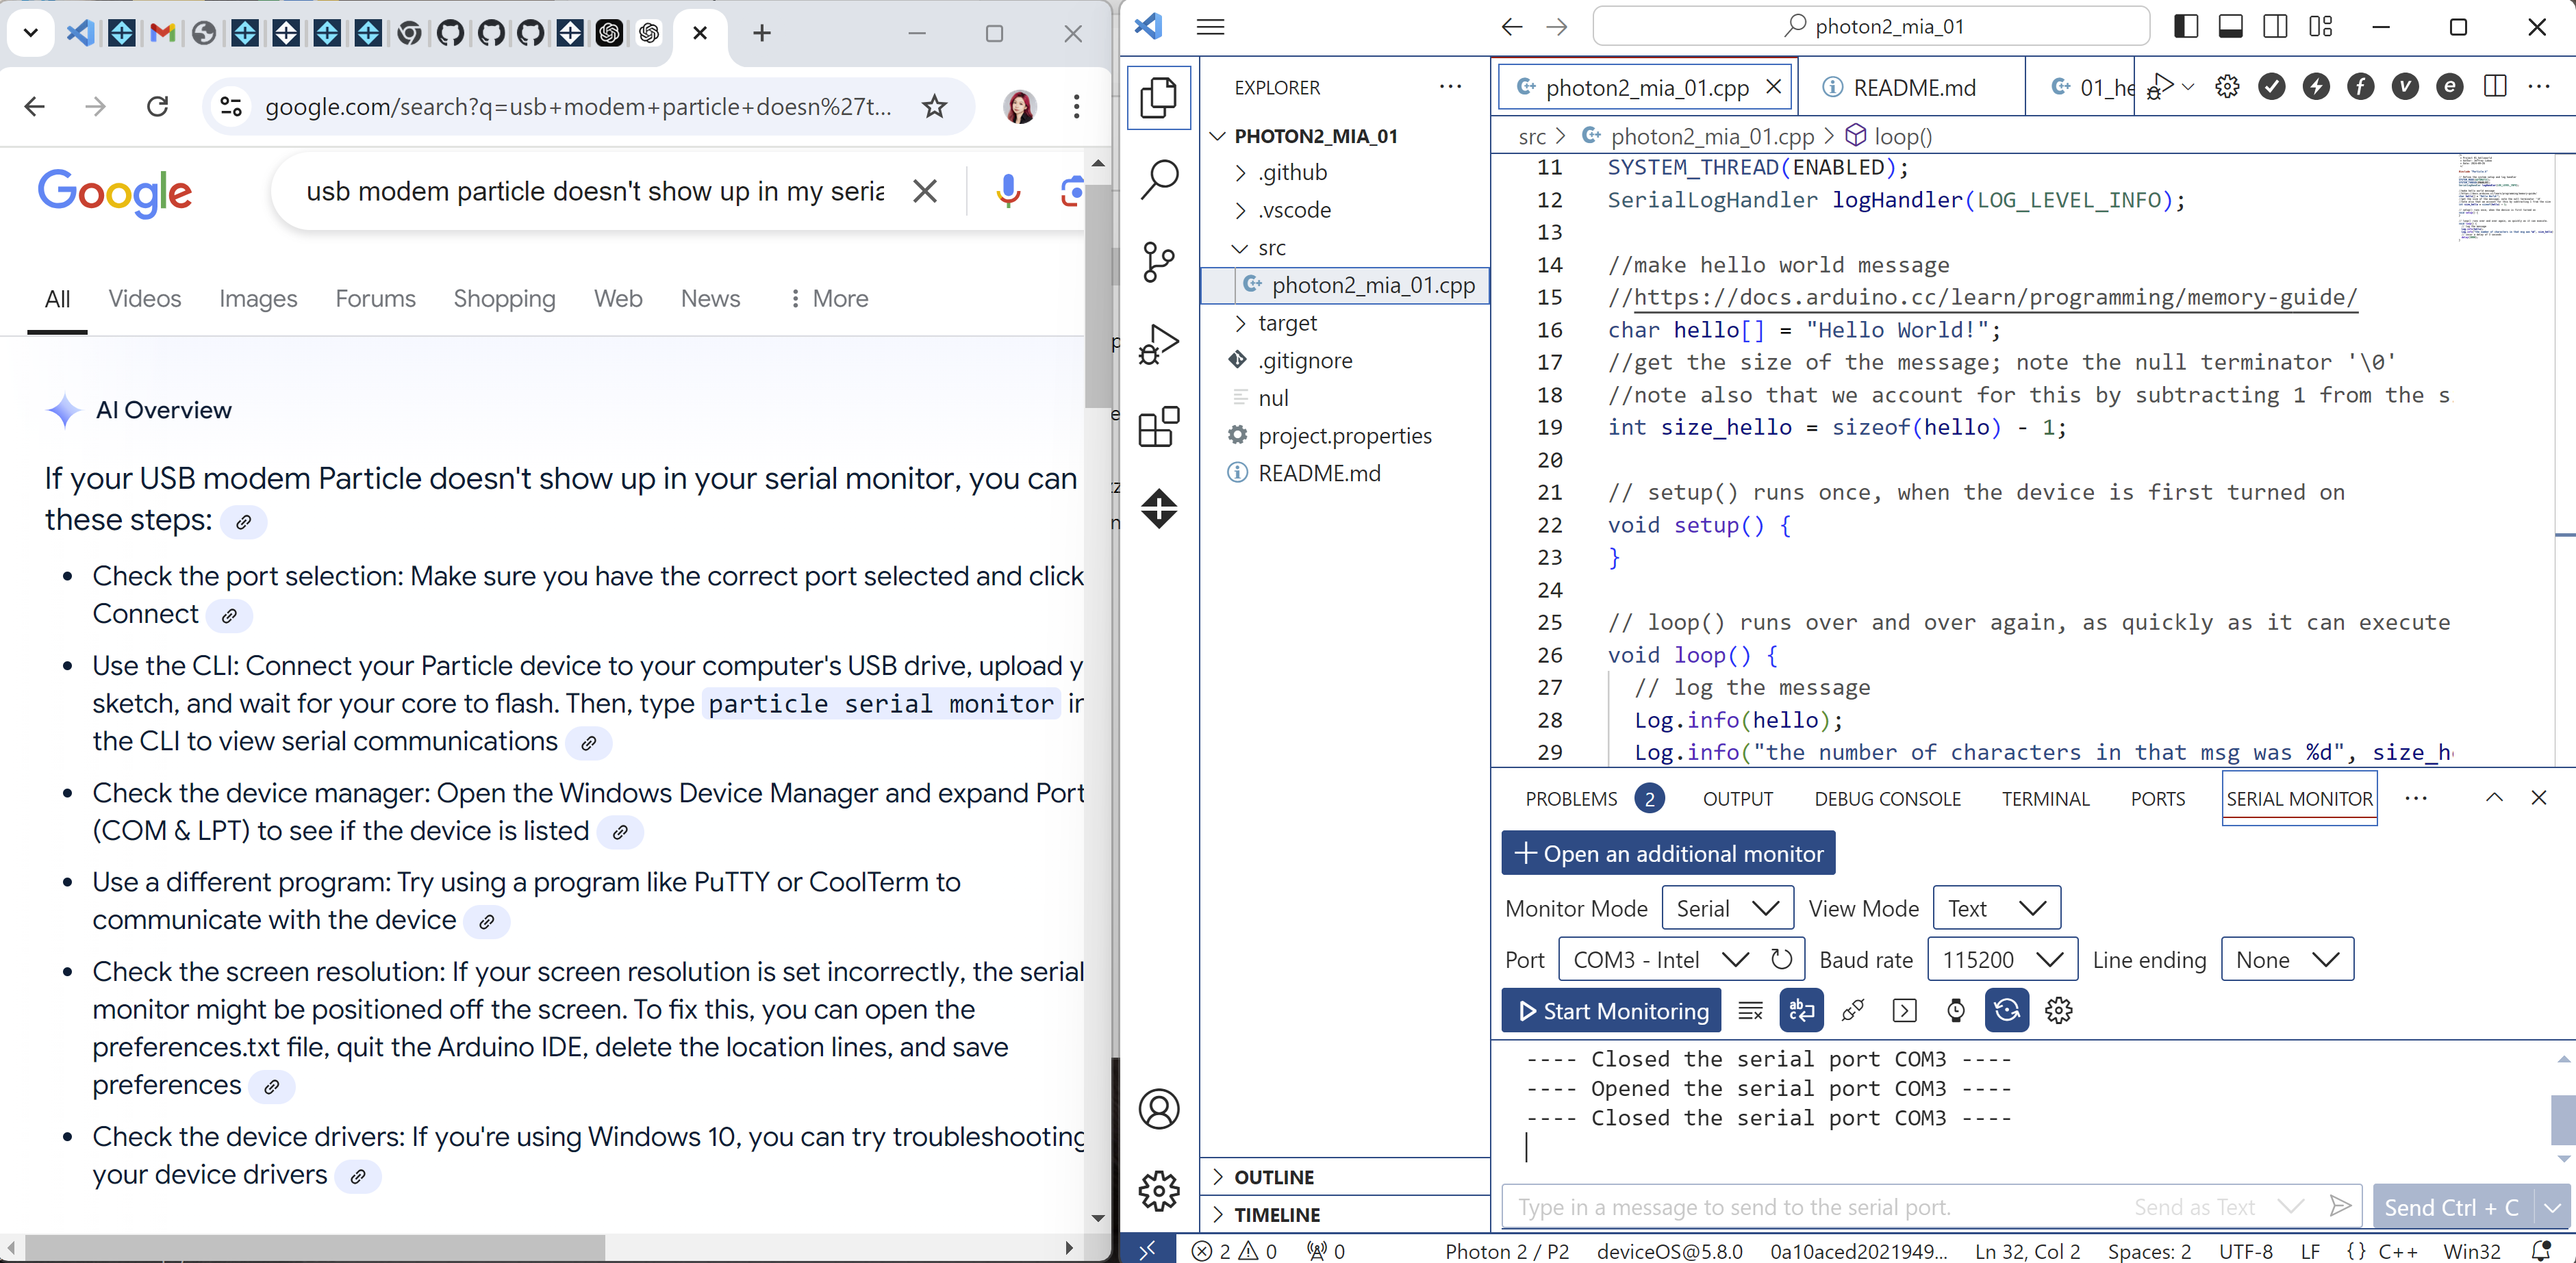 google.com/search?q=usb+modem+particle+doesn%27t...
Google
usb modem particle doesn't show up in my seria
All
Videos
Images
Forums
Shopping
Web
News
More
AI Overview
If your USB modem Particle doesn't show up in your serial monitor, you can
these steps:
Check the port selection: Make sure you have the correct port selected and click
Connect
Use the CLI: Connect your Particle device to your computer's USB drive, upload y
sketch, and wait for your core to flash. Then, type particle serial monitor in
the CLI to view serial communications
Check the device manager: Open the Windows Device Manager and expand Port
(COM & LPT) to see if the device is listed
Use a different program: Try using a program like PuTTY or CoolTerm to
communicate with the device
Check the screen resolution: If your screen resolution is set incorrectly, the serial
monitor might be positioned off the screen. To fix this, you can open the
preferences.txt file, quit the Arduino IDE, delete the location lines, and save
preferences
Check the device drivers: If you're using Windows 10, you can try troubleshooting
your device drivers
photon2_mia_01
EXPLORER
PHOTON2_MIA_01
.github
.vscode
src
photon2_mia_01.cpp
target
.gitignore
nul
project.properties
README.md
OUTLINE
TIMELINE
photon2_mia_01.cpp
README.md
01_he
src > photon2_mia_01.cpp > loop()
11 SYSTEM_THREAD(ENABLED);
12 SerialLogHandler logHandler(LOG_LEVEL_INFO);
13
14 //make hello world message
15 //https://docs.arduino.cc/learn/programming/memory-guide/
16 char hello[] = "Hello World!";
17 //get the size of the message; note the null terminator '\0'
18 //note also that we account for this by subtracting 1 from the s
19 int size_hello = sizeof(hello) - 1;
20
21 // setup() runs once, when the device is first turned on
22 void setup() {
23 }
24
25 // loop() runs over and over again, as quickly as it can execute
26 void loop() {
27 // log the message
28 Log.info(hello);
29 Log.info("the number of characters in that msg was %d", size_h
PROBLEMS 2
OUTPUT
DEBUG CONSOLE
TERMINAL
PORTS
SERIAL MONITOR
Open an additional monitor
Monitor Mode Serial View Mode Text
Port COM3 - Intel Baud rate 115200 Line ending None
Start Monitoring
---- Closed the serial port COM3 ----
---- Opened the serial port COM3 ----
---- Closed the serial port COM3 ----
Type in a message to send to the serial port.
Send as Text
Send Ctrl + C
2 0
0
Photon 2 / P2
deviceOS@5.8.0
0a10aced2021949...
Ln 32, Col 2
Spaces: 2
UTF-8
LF
{} C++
Win32